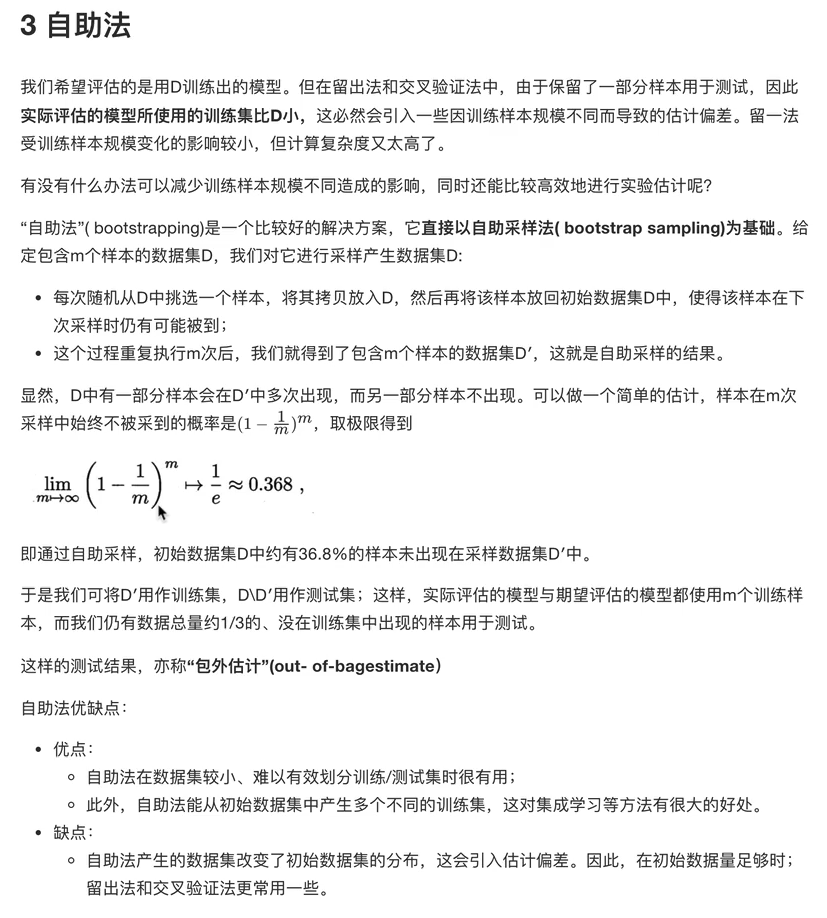 3 自助法
我们希望评估的是用D训练出的模型。但在留出法和交叉验证法中，由于保留了一部分样本用于测试，因此
实际评估的模型所使用的训练集比D小，这必然会引入一些因训练样本规模不同而导致的估计偏差。留一法
受训练样本规模变化的影响较小，但计算复杂度又太高了。
有没有什么办法可以减少训练样本规模不同造成的影响，同时还能比较高效地进行实验估计呢？
“自助法”( bootstrapping)是一个比较好的解决方案，它直接以自助采样法( bootstrap sampling)为基础。给
定包含m个样本的数据集D，我们对它进行采样产生数据集D:
• 每次随机从D中挑选一个样本，将其拷贝放入D，然后再将该样本放回初始数据集D中，使得该样本在下
次采样时仍有可能被到；
• 这个过程重复执行m次后，我们就得到了包含m个样本的数据集D′，这就是自助采样的结果。
显然，D中有一部分样本会在D′中多次出现，而另一部分样本不出现。可以做一个简单的估计，样本在m次
采样中始终不被采到的概率是(1 − 1/m)^m，取极限得到
lim m↦∞ (1 − 1/m)^m ↦ 1/e ≈ 0.368 ,
即通过自助采样，初始数据集D中约有36.8%的样本未出现在采样数据集D′中。
于是我们可将D′用作训练集，D\D′用作测试集；这样，实际评估的模型与期望评估的模型都使用m个训练样
本，而我们仍有数据总量约1/3的、没在训练集中出现的样本用于测试。
这样的测试结果，亦称“包外估计”(out- of-bagestimate）
自助法优缺点：
• 优点：
◦ 自助法在数据集较小、难以有效划分训练/测试集时很有用；
◦ 此外，自助法能从初始数据集中产生多个不同的训练集，这对集成学习等方法有很大的好处。
• 缺点：
◦ 自助法产生的数据集改变了初始数据集的分布，这会引入估计偏差。因此，在初始数据量足够时；
留出法和交叉验证法更常用一些。